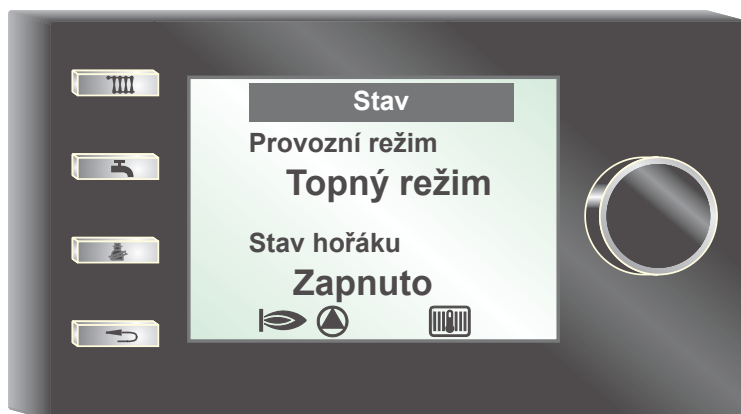 Stav
Provozní režim
Topný režim
Stav hořáku
Zapnuto